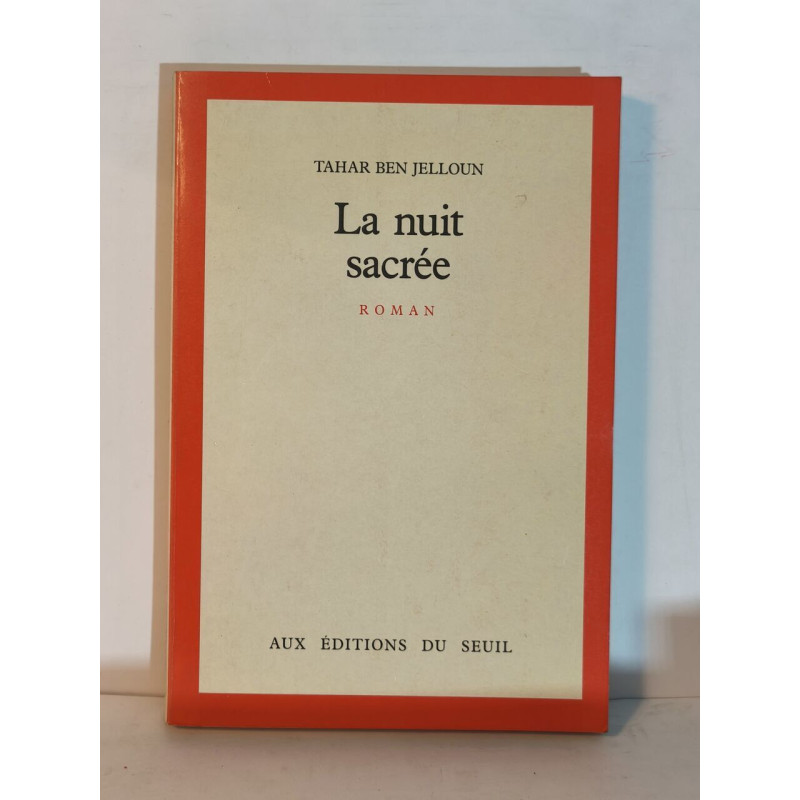 TAHAR BEN JELLOUN
La nuit
sacrée
ROMAN
AUX ÉDITIONS DU SEUIL